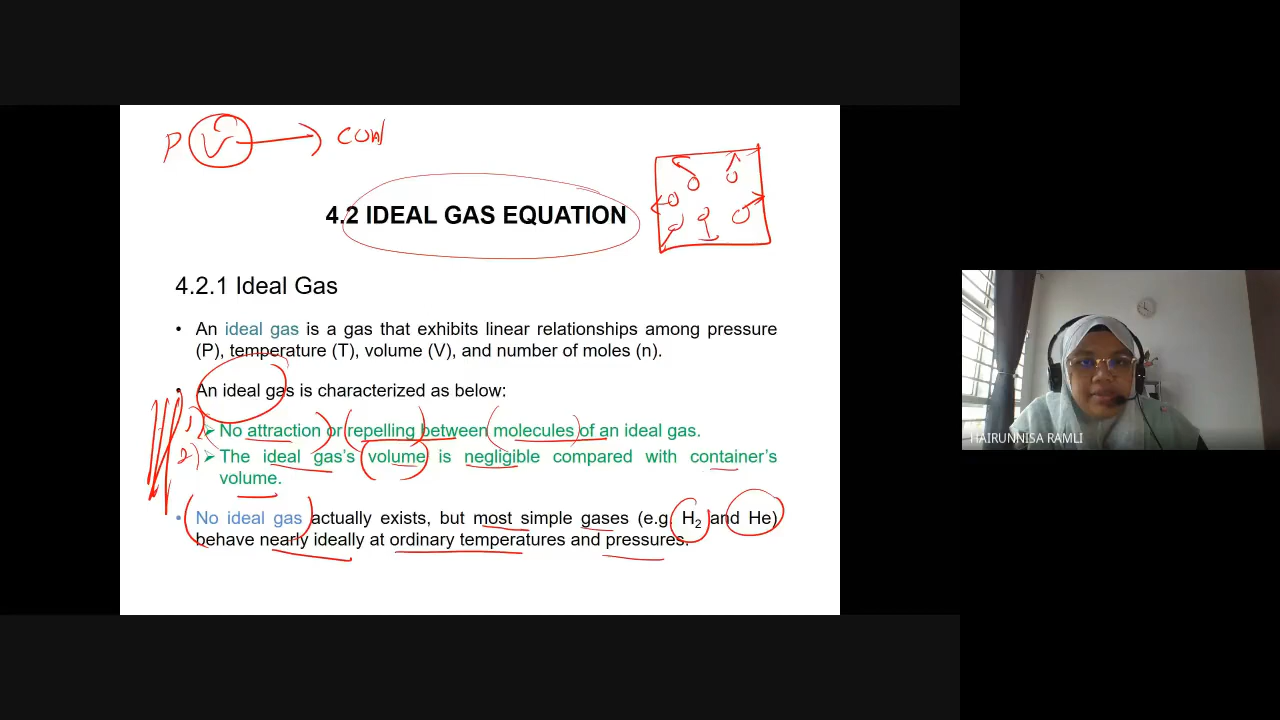 P V → con
4.2 IDEAL GAS EQUATION
4.2.1 Ideal Gas
• An ideal gas is a gas that exhibits linear relationships among pressure
(P), temperature (T), volume (V), and number of moles (n).
• An ideal gas is characterized as below:
1) ➢ No attraction or repelling between molecules of an ideal gas.
2) ➢ The ideal gas's volume is negligible compared with container's
volume.
• No ideal gas actually exists, but most simple gases (e.g. H₂ and He)
behave nearly ideally at ordinary temperatures and pressures.
HAIRUNNISA RAMLI